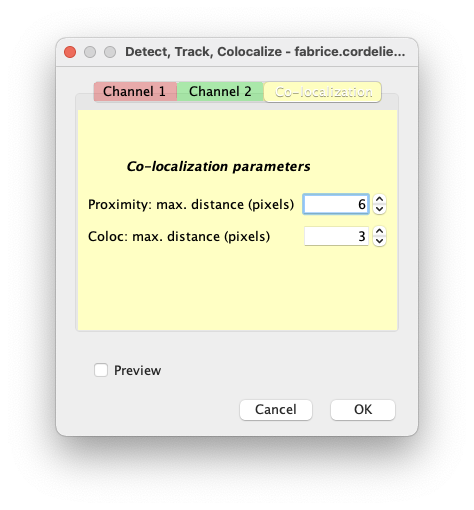 Detect, Track, Colocalize - fabrice.cordelie...
Channel 1 Channel 2 Co-localization
Co-localization parameters
Proximity: max. distance (pixels) 6
Coloc: max. distance (pixels) 3
Preview
Cancel OK